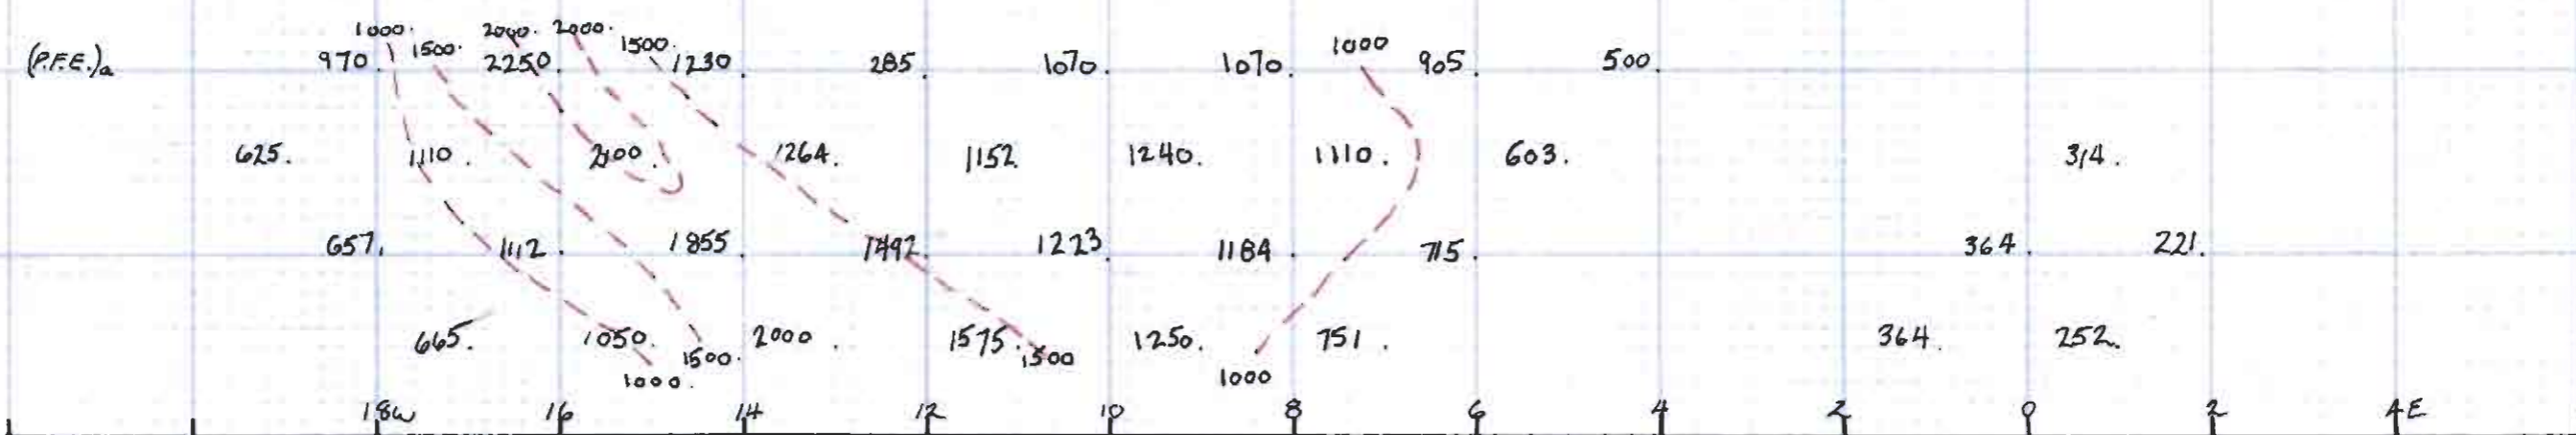 1000. 2000. 2000.
1500. 1500. 1000
(P.F.E.)a 970. 2250. 1230. 285. 1070. 1070. 905. 500.
625. 1110. 2100. 1264. 1152. 1240. 1110. 603. 314.
657. 1112. 1855. 1492. 1223. 1184. 715. 364. 221.
665. 1050. 2000. 1575. 1250. 751. 364. 252.
1500. 1500
1000. 1000
18W 16 14 12 10 8 6 4 2 0 2 4E